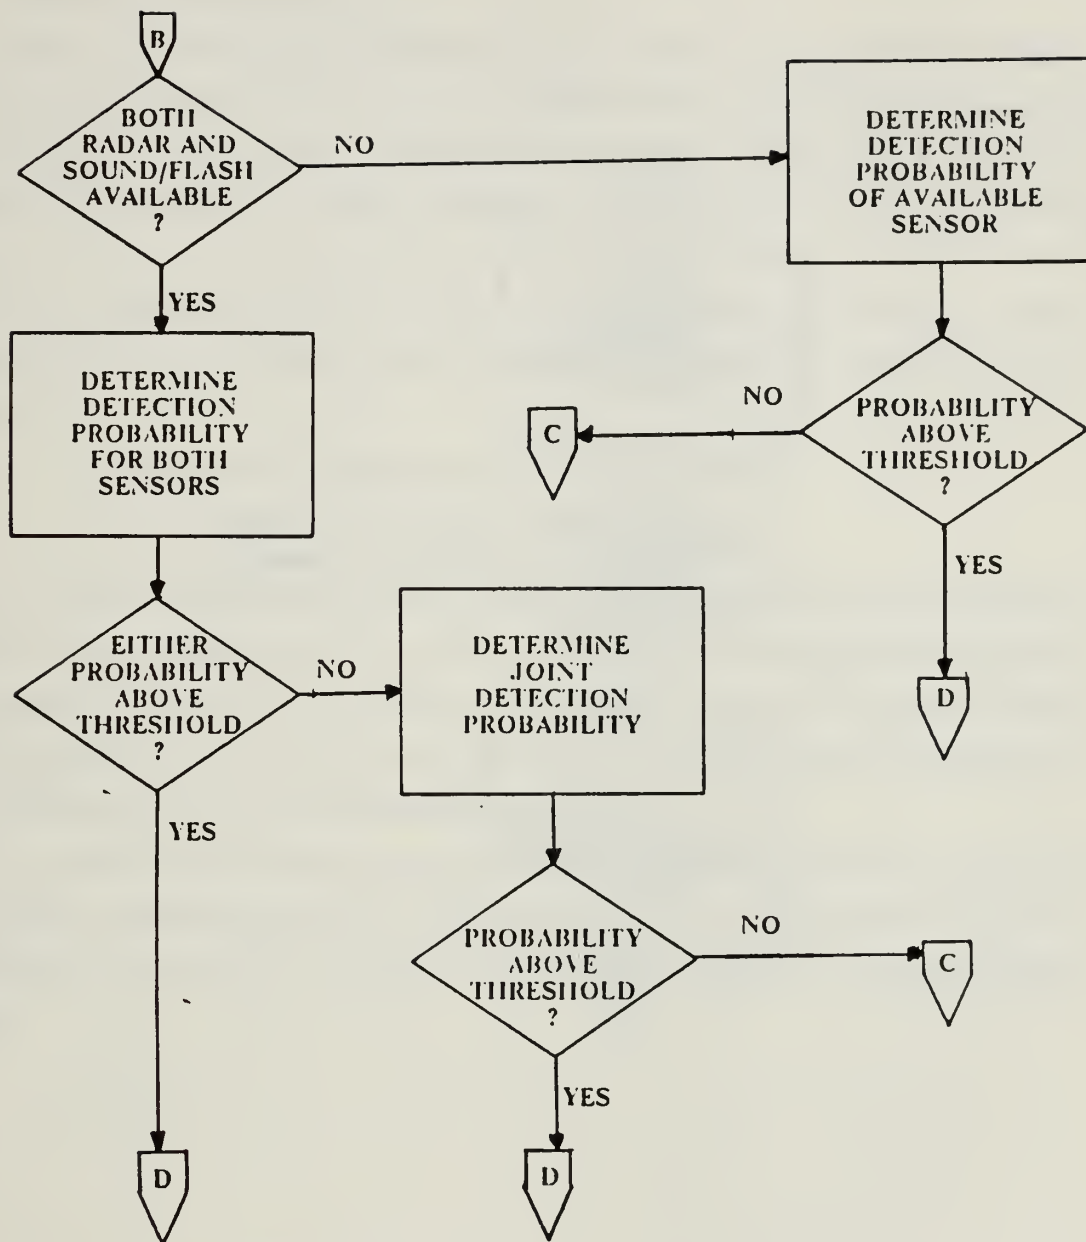 B
BOTH
RADAR AND
SOUND/FLASH
AVAILABLE
?
NO
DETERMINE
DETECTION
PROBABILITY
OF AVAILABLE
SENSOR
YES
DETERMINE
DETECTION
PROBABILITY
FOR BOTH
SENSORS
PROBABILITY
ABOVE
THRESHOLD
?
NO
C
YES
D
EITHER
PROBABILITY
ABOVE
THRESHOLD
?
NO
DETERMINE
JOINT
DETECTION
PROBABILITY
YES
D
PROBABILITY
ABOVE
THRESHOLD
?
NO
C
YES
D